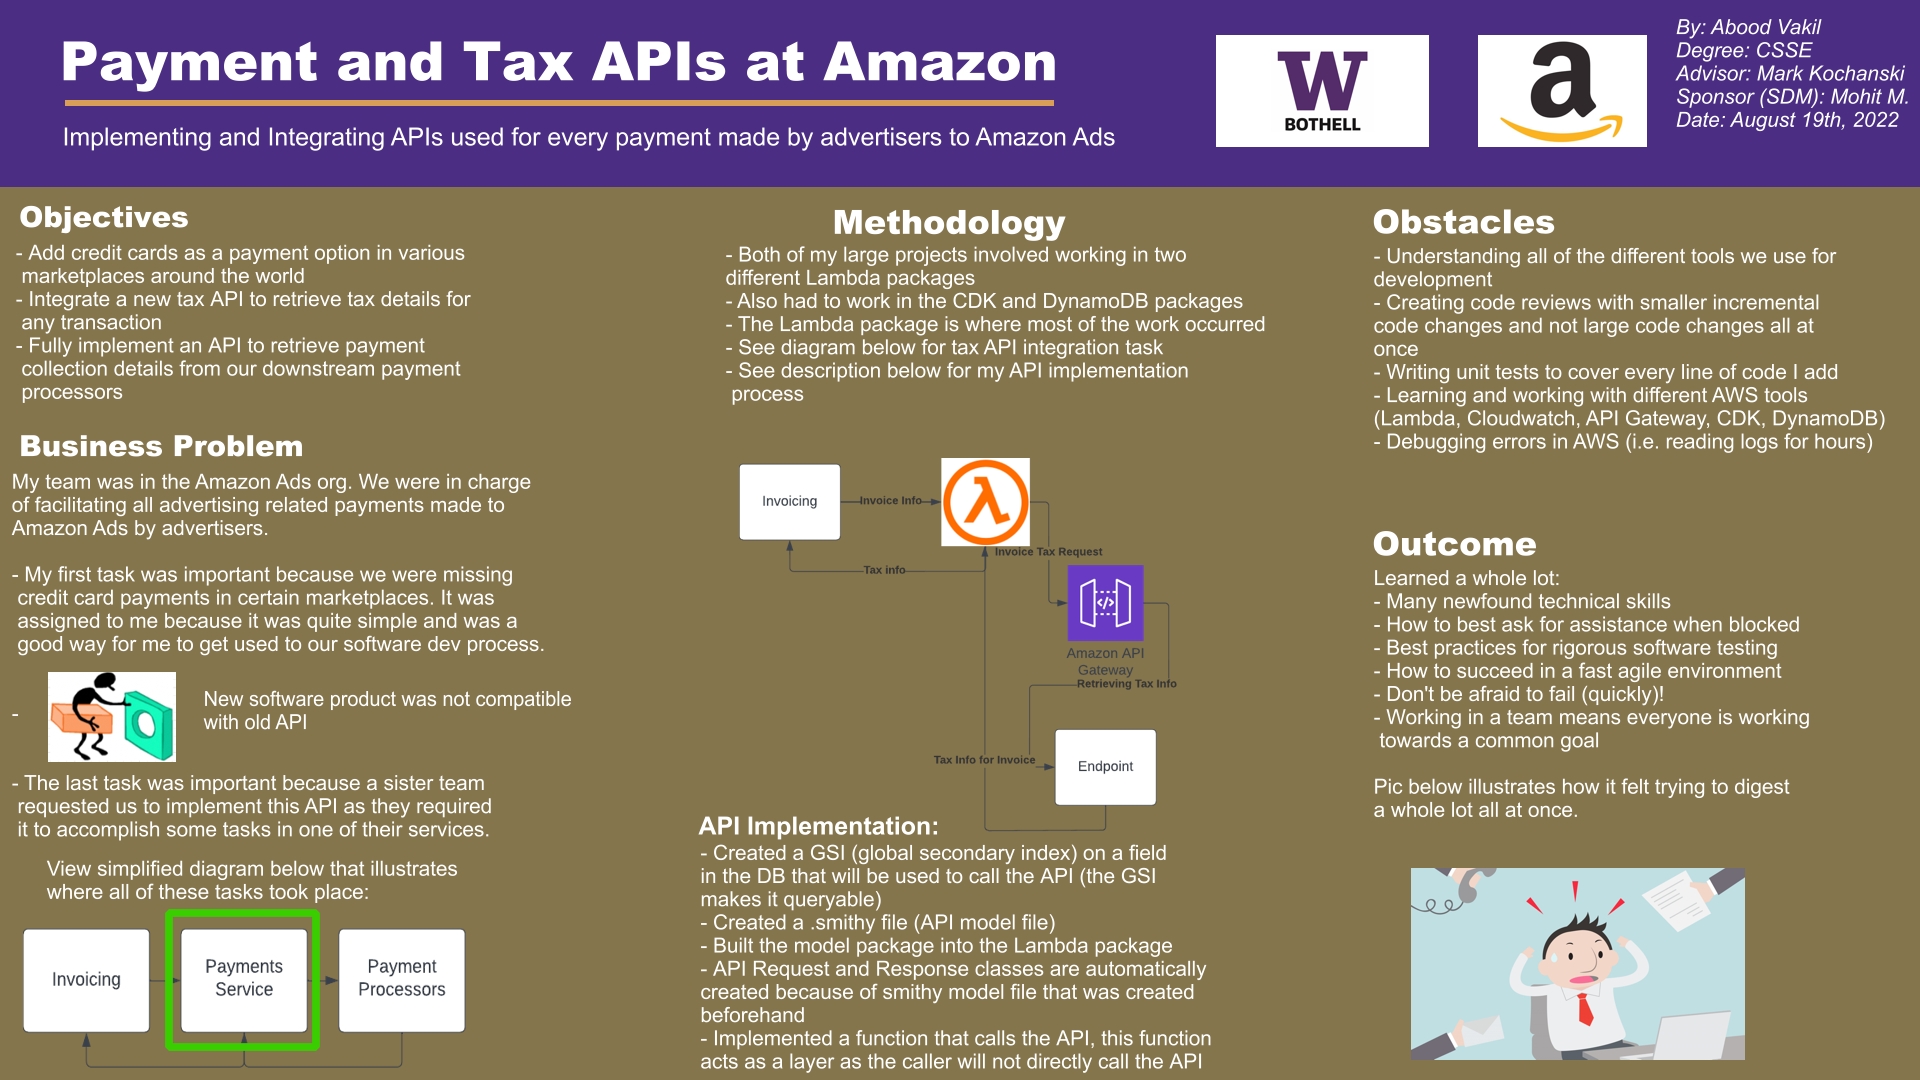 Payment and Tax APIs at Amazon
Implementing and Integrating APIs used for every payment made by advertisers to Amazon Ads
W
BOTHELL
a
By: Abood Vakil
Degree: CSSE
Advisor: Mark Kochanski
Sponsor (SDM): Mohit M.
Date: August 19th, 2022
Objectives
- Add credit cards as a payment option in various
marketplaces around the world
- Integrate a new tax API to retrieve tax details for
any transaction
- Fully implement an API to retrieve payment
collection details from our downstream payment
processors
Business Problem
My team was in the Amazon Ads org. We were in charge
of facilitating all advertising related payments made to
Amazon Ads by advertisers.
- My first task was important because we were missing
credit card payments in certain marketplaces. It was
assigned to me because it was quite simple and was a
good way for me to get used to our software dev process.
- New software product was not compatible
with old API
- The last task was important because a sister team
requested us to implement this API as they required
it to accomplish some tasks in one of their services.
View simplified diagram below that illustrates
where all of these tasks took place:
Invoicing
Payments
Service
Payment
Processors
Methodology
- Both of my large projects involved working in two
different Lambda packages
- Also had to work in the CDK and DynamoDB packages
- The Lambda package is where most of the work occurred
- See diagram below for tax API integration task
- See description below for my API implementation
process
Invoicing
Invoice Info
λ
Invoice Tax Request
Tax info
</>
Amazon API
Gateway
Retrieving Tax Info
Tax Info for Invoice
Endpoint
API Implementation:
- Created a GSI (global secondary index) on a field
in the DB that will be used to call the API (the GSI
makes it queryable)
- Created a .smithy file (API model file)
- Built the model package into the Lambda package
- API Request and Response classes are automatically
created because of smithy model file that was created
beforehand
- Implemented a function that calls the API, this function
acts as a layer as the caller will not directly call the API
Obstacles
- Understanding all of the different tools we use for
development
- Creating code reviews with smaller incremental
code changes and not large code changes all at
once
- Writing unit tests to cover every line of code I add
- Learning and working with different AWS tools
(Lambda, Cloudwatch, API Gateway, CDK, DynamoDB)
- Debugging errors in AWS (i.e. reading logs for hours)
Outcome
Learned a whole lot:
- Many newfound technical skills
- How to best ask for assistance when blocked
- Best practices for rigorous software testing
- How to succeed in a fast agile environment
- Don't be afraid to fail (quickly)!
- Working in a team means everyone is working
towards a common goal
Pic below illustrates how it felt trying to digest
a whole lot all at once.